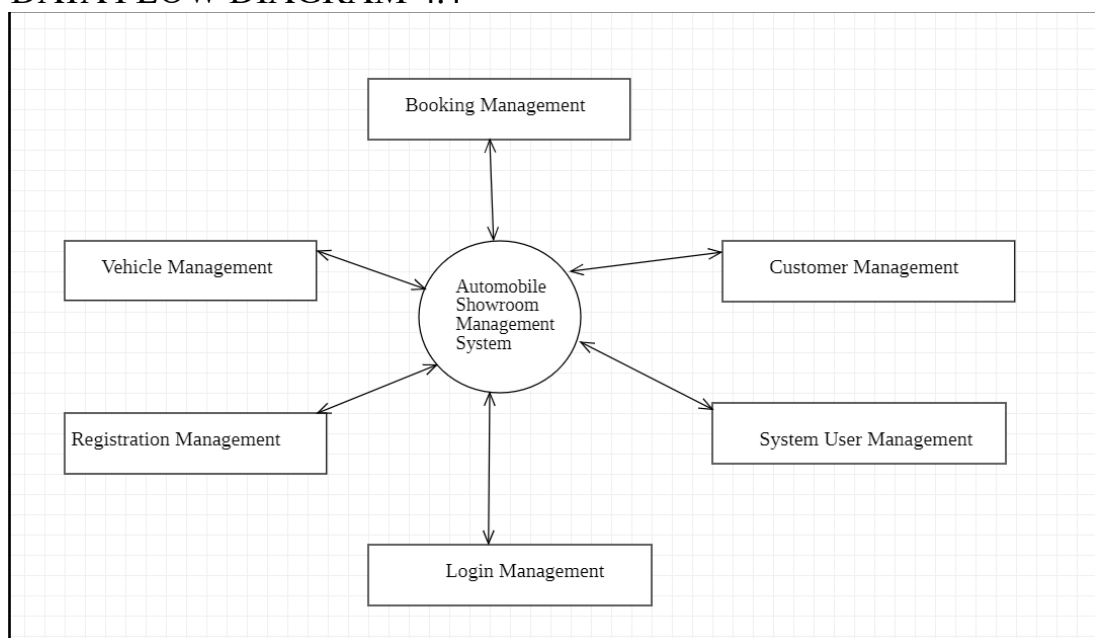 DATA FLOW DIAGRAM 4.4
Booking Management
Vehicle Management
Customer Management
Automobile
Showroom
Management
System
Registration Management
System User Management
Login Management